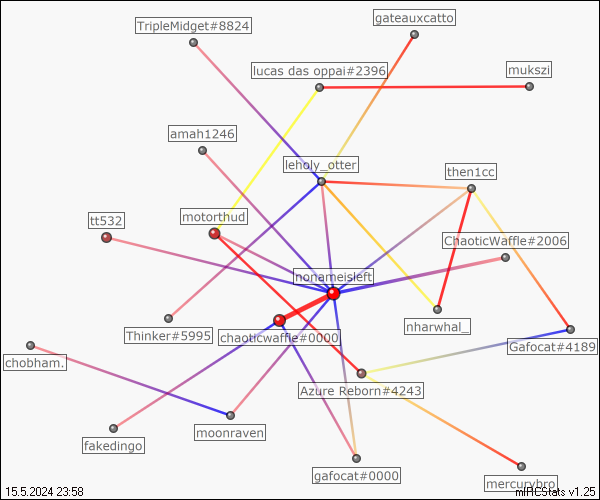 gateauxcatto
TripleMidget#8824
lucas das oppai#2396
mukszi
amah1246
leholy_otter
then1cc
tt532
motorthud
ChaoticWaffle#2006
nonameisleft
Thinker#5995
chaoticwaffle#0000
nharwhal_
Gafocat#4189
chobham.
Azure Reborn#4243
fakedingo
moonraven
gafocat#0000
mercurybro_
15.5.2024 23:58
mIRCStats v1.25